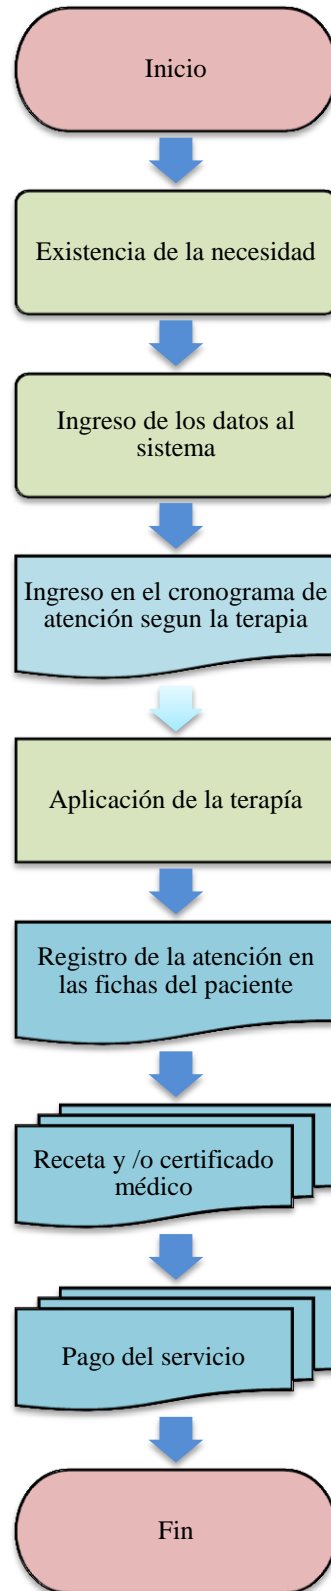 Inicio
Existencia de la necesidad
Ingreso de los datos al
sistema
Ingreso en el cronograma de
atención segun la terapia
Aplicación de la terapía
Registro de la atención en
las fichas del paciente
Receta y /o certificado
médico
Pago del servicio
Fin